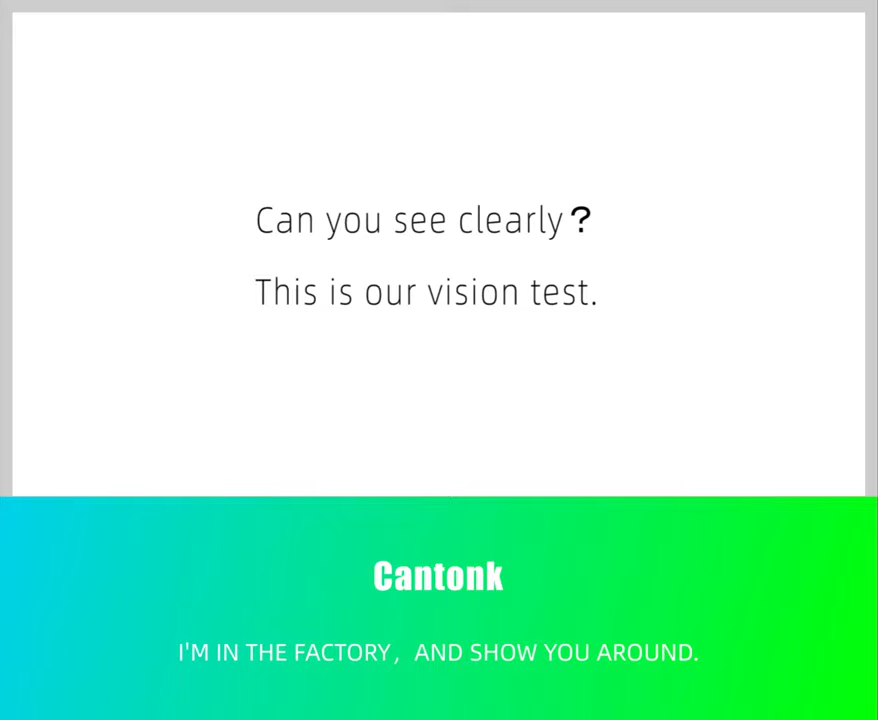 Can you see clearly？
This is our vision test.
Cantonk
I'M IN THE FACTORY，AND SHOW YOU AROUND.